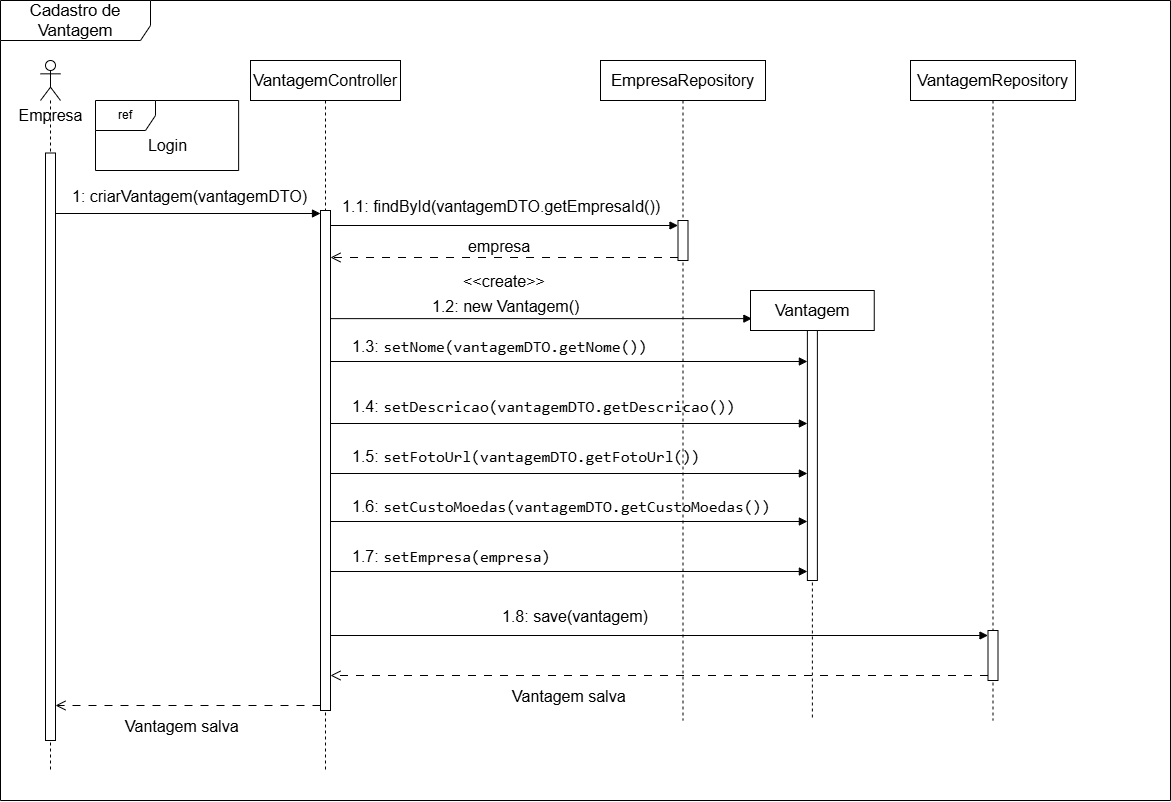 Cadastro de
Vantagem
Empresa
VantagemController
EmpresaRepository
VantagemRepository
ref
Login
1: criarVantagem(vantagemDTO)
1.1: findById(vantagemDTO.getEmpresaId())
empresa
<<create>>
1.2: new Vantagem()
Vantagem
1.3: setNome(vantagemDTO.getNome())
1.4: setDescricao(vantagemDTO.getDescricao())
1.5: setFotoUrl(vantagemDTO.getFotoUrl())
1.6: setCustoMoedas(vantagemDTO.getCustoMoedas())
1.7: setEmpresa(empresa)
1.8: save(vantagem)
Vantagem salva
Vantagem salva